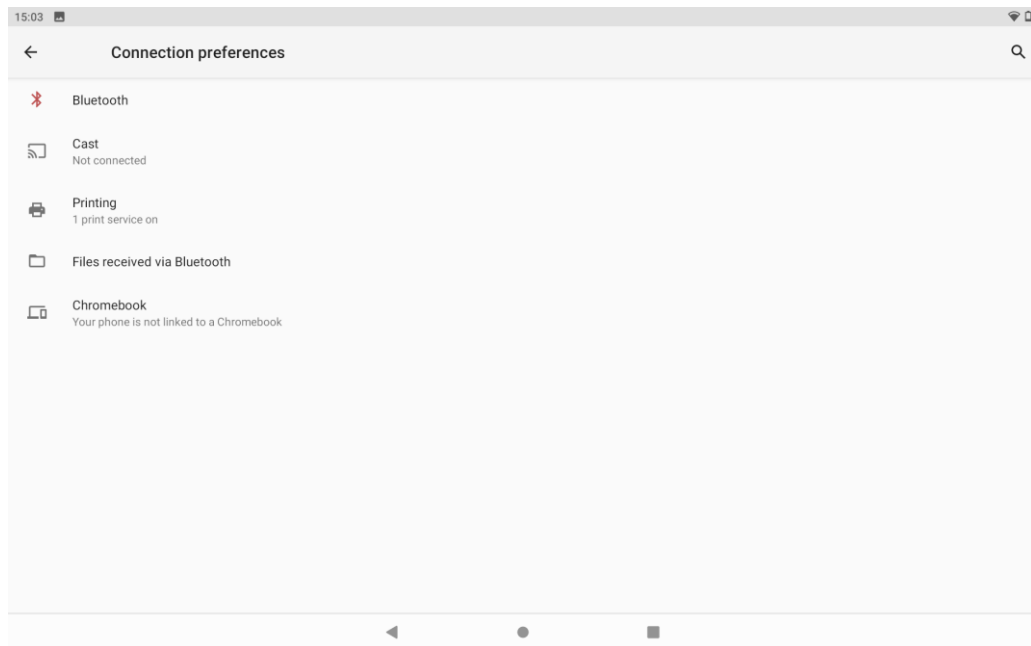 15:03
Connection preferences
Bluetooth
Cast
Not connected
Printing
1 print service on
Files received via Bluetooth
Chromebook
Your phone is not linked to a Chromebook